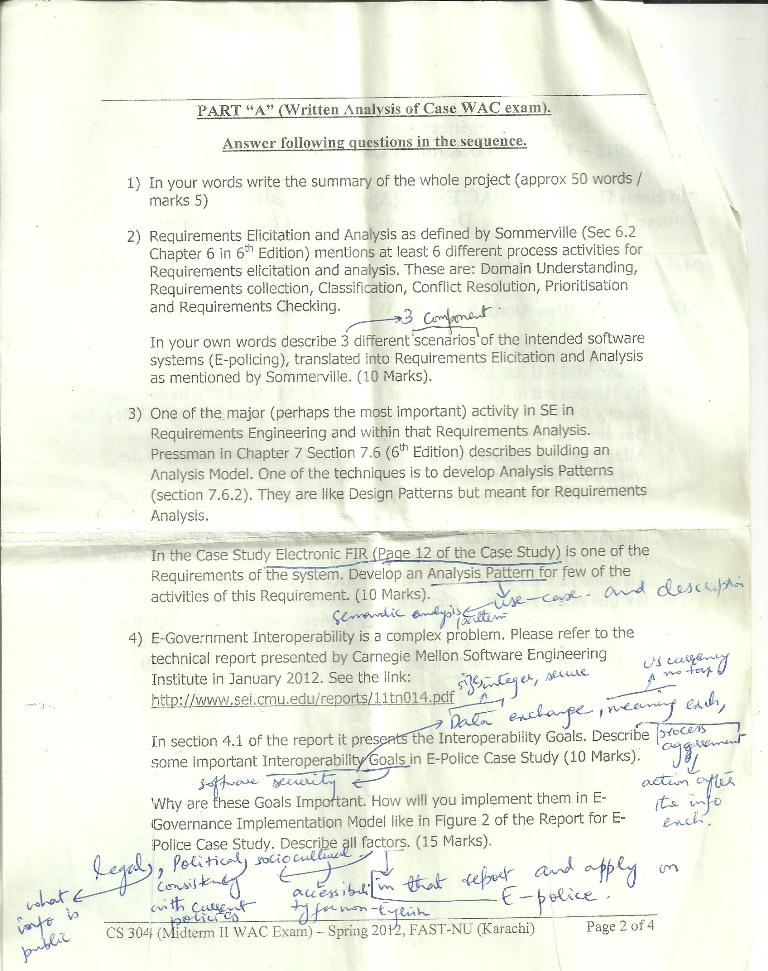 PART "A" (Written Analysis of Case WAC exam).
Answer following questions in the sequence.
1) In your words write the summary of the whole project (approx 50 words /
marks 5)
2) Requirements Elicitation and Analysis as defined by Sommerville (Sec 6.2
Chapter 6 in 6th Edition) mentions at least 6 different process activities for
Requirements elicitation and analysis. These are: Domain Understanding,
Requirements collection, Classification, Conflict Resolution, Prioritisation
and Requirements Checking.
3 component
In your own words describe 3 different scenarios of the intended software
systems (E-policing), translated into Requirements Elicitation and Analysis
as mentioned by Sommerville. (10 Marks).
3) One of the major (perhaps the most important) activity in SE in
Requirements Engineering and within that Requirements Analysis.
Pressman in Chapter 7 Section 7.6 (6th Edition) describes building an
Analysis Model. One of the techniques is to develop Analysis Patterns
(section 7.6.2). They are like Design Patterns but meant for Requirements
Analysis.
In the Case Study Electronic FIR (Page 12 of the Case Study) is one of the
Requirements of the system. Develop an Analysis Pattern for few of the
activities of this Requirement. (10 Marks).
use-case. and
Semandic analysis pattern
4) E-Government Interoperability is a complex problem. Please refer to the
technical report presented by Carnegie Mellon Software Engineering
Institute in January 2012. See the link:
http://www.sei.cmu.edu/reports/11tn014.pdf
integer, secure
US currency
no tax
Data exchange, meaning exch,
process
aggreement
In section 4.1 of the report it presents the Interoperability Goals. Describe
some important Interoperability Goals in E-Police Case Study (10 Marks).
software security
action after
the info
exch.
Why are these Goals Important. How will you implement them in E-
Governance Implementation Model like in Figure 2 of the Report for E-
Police Case Study. Describe all factors. (15 Marks).
legal, Political, sociocultural
what
info is
public
consistency
with current
policies
in that report and apply on
E-police.
CS 304 (Midterm II WAC Exam) – Spring 2012, FAST-NU (Karachi)
Page 2 of 4